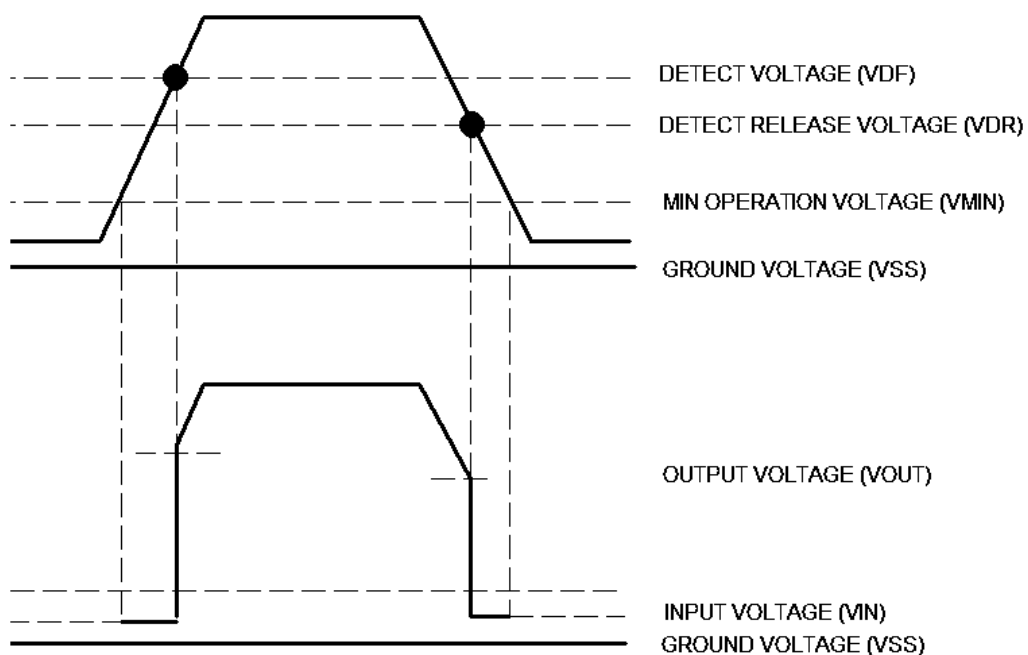 DETECT VOLTAGE (VDF)
DETECT RELEASE VOLTAGE (VDR)
MIN OPERATION VOLTAGE (VMIN)
GROUND VOLTAGE (VSS)
OUTPUT VOLTAGE (VOUT)
INPUT VOLTAGE (VIN)
GROUND VOLTAGE (VSS)